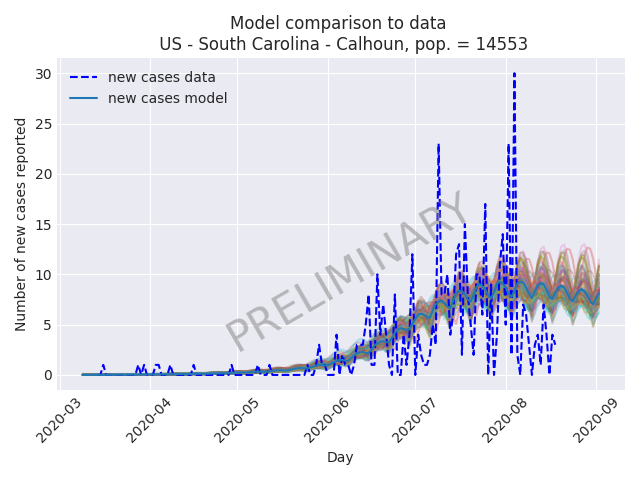 Model comparison to data
US - South Carolina - Calhoun, pop. = 14553
30
25
20
15
10
5
0
Number of new cases reported
new cases data
new cases model
PRELIMINARY
2020-03
2020-04
2020-05
2020-06
2020-07
2020-08
2020-09
Day